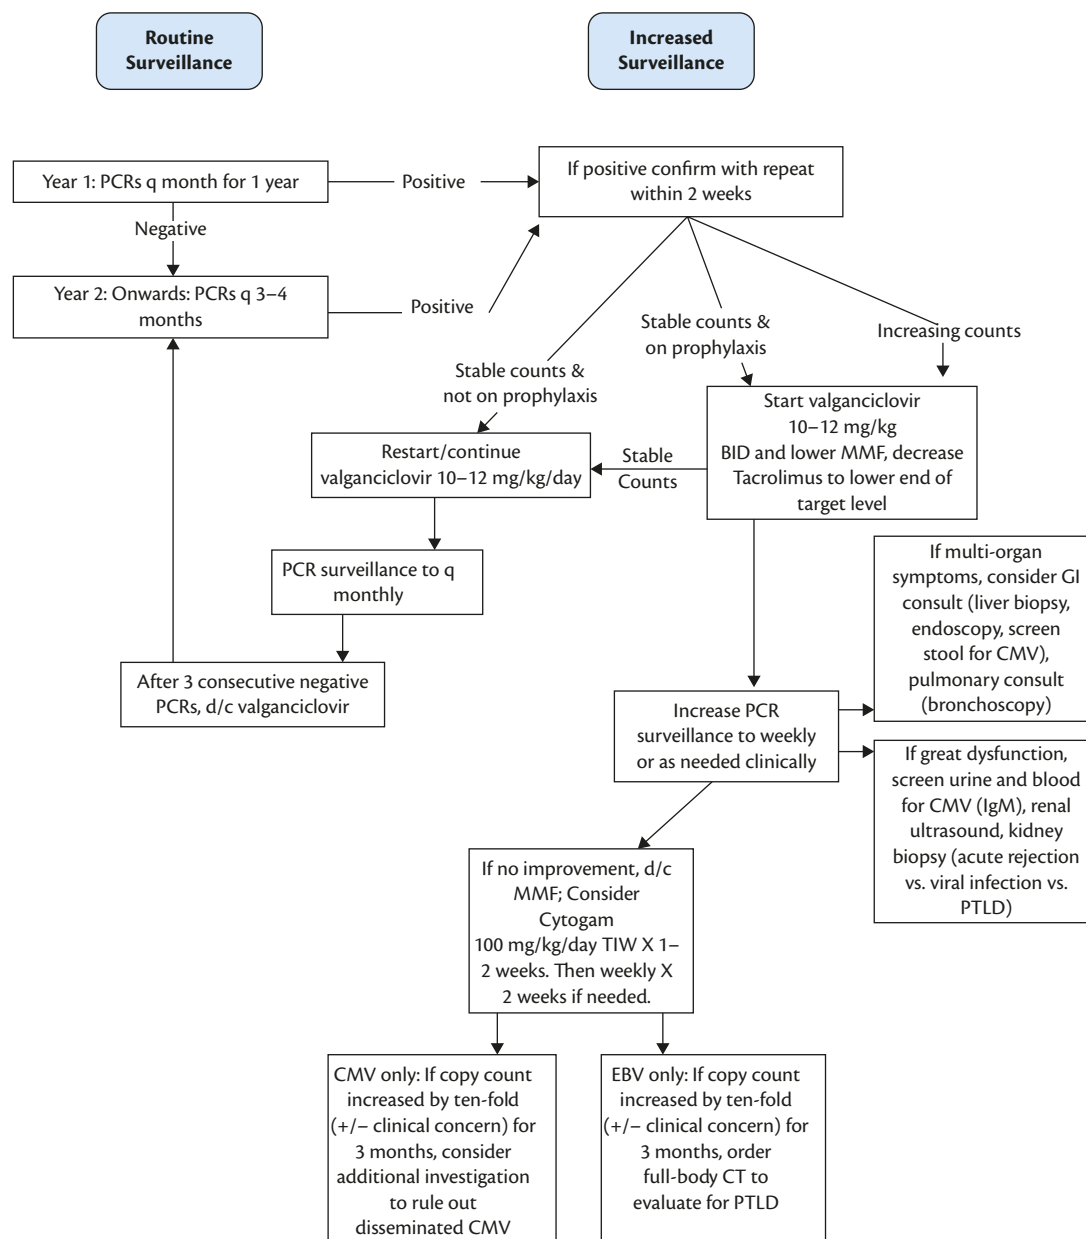 Routine
Surveillance
Increased
Surveillance
Year 1: PCRs q month for 1 year
Positive
If positive confirm with repeat
within 2 weeks
Negative
Year 2: Onwards: PCRs q 3–4
months
Positive
Stable counts &
on prophylaxis
Increasing counts
Stable counts &
not on prophylaxis
Start valganciclovir
10–12 mg/kg
BID and lower MMF, decrease
Tacrolimus to lower end of
target level
Stable
Counts
Restart/continue
valganciclovir 10–12 mg/kg/day
PCR surveillance to q
monthly
After 3 consecutive negative
PCRs, d/c valganciclovir
If multi-organ
symptoms, consider GI
consult (liver biopsy,
endoscopy, screen
stool for CMV),
pulmonary consult
(bronchoscopy)
Increase PCR
surveillance to weekly
or as needed clinically
If great dysfunction,
screen urine and blood
for CMV (IgM), renal
ultrasound, kidney
biopsy (acute rejection
vs. viral infection vs.
PTLD)
If no improvement, d/c
MMF; Consider
Cytogam
100 mg/kg/day TIW X 1–
2 weeks. Then weekly X
2 weeks if needed.
CMV only: If copy count
increased by ten-fold
(+/– clinical concern) for
3 months, consider
additional investigation
to rule out
disseminated CMV
EBV only: If copy count
increased by ten-fold
(+/– clinical concern) for
3 months, order
full-body CT to
evaluate for PTLD